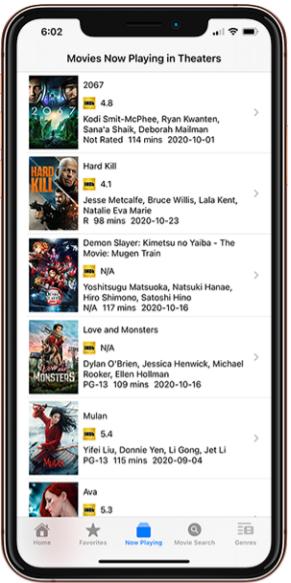 6:02
Movies Now Playing in Theaters
2067
IMDb 4.8
Kodi Smit-McPhee, Ryan Kwanten,
Sana'a Shaik, Deborah Mailman
Not Rated 114 mins 2020-10-01
2067
Hard Kill
IMDb 4.1
Jesse Metcalfe, Bruce Willis, Lala Kent,
Natalie Eva Marie
R 98 mins 2020-10-23
HARD
KILL
Demon Slayer: Kimetsu no Yaiba - The
Movie: Mugen Train
IMDb N/A
Yoshitsugu Matsuoka, Natsuki Hanae,
Hiro Shimono, Satoshi Hino
N/A 117 mins 2020-10-16
Love and Monsters
IMDb N/A
Dylan O'Brien, Jessica Henwick, Michael
Rooker, Ellen Hollman
PG-13 109 mins 2020-10-16
MONSTERS
Mulan
IMDb 5.4
Yifei Liu, Donnie Yen, Li Gong, Jet Li
PG-13 115 mins 2020-09-04
MULAN
Ava
IMDb 5.3
Home
Favorites
Now Playing
Movie Search
Genres